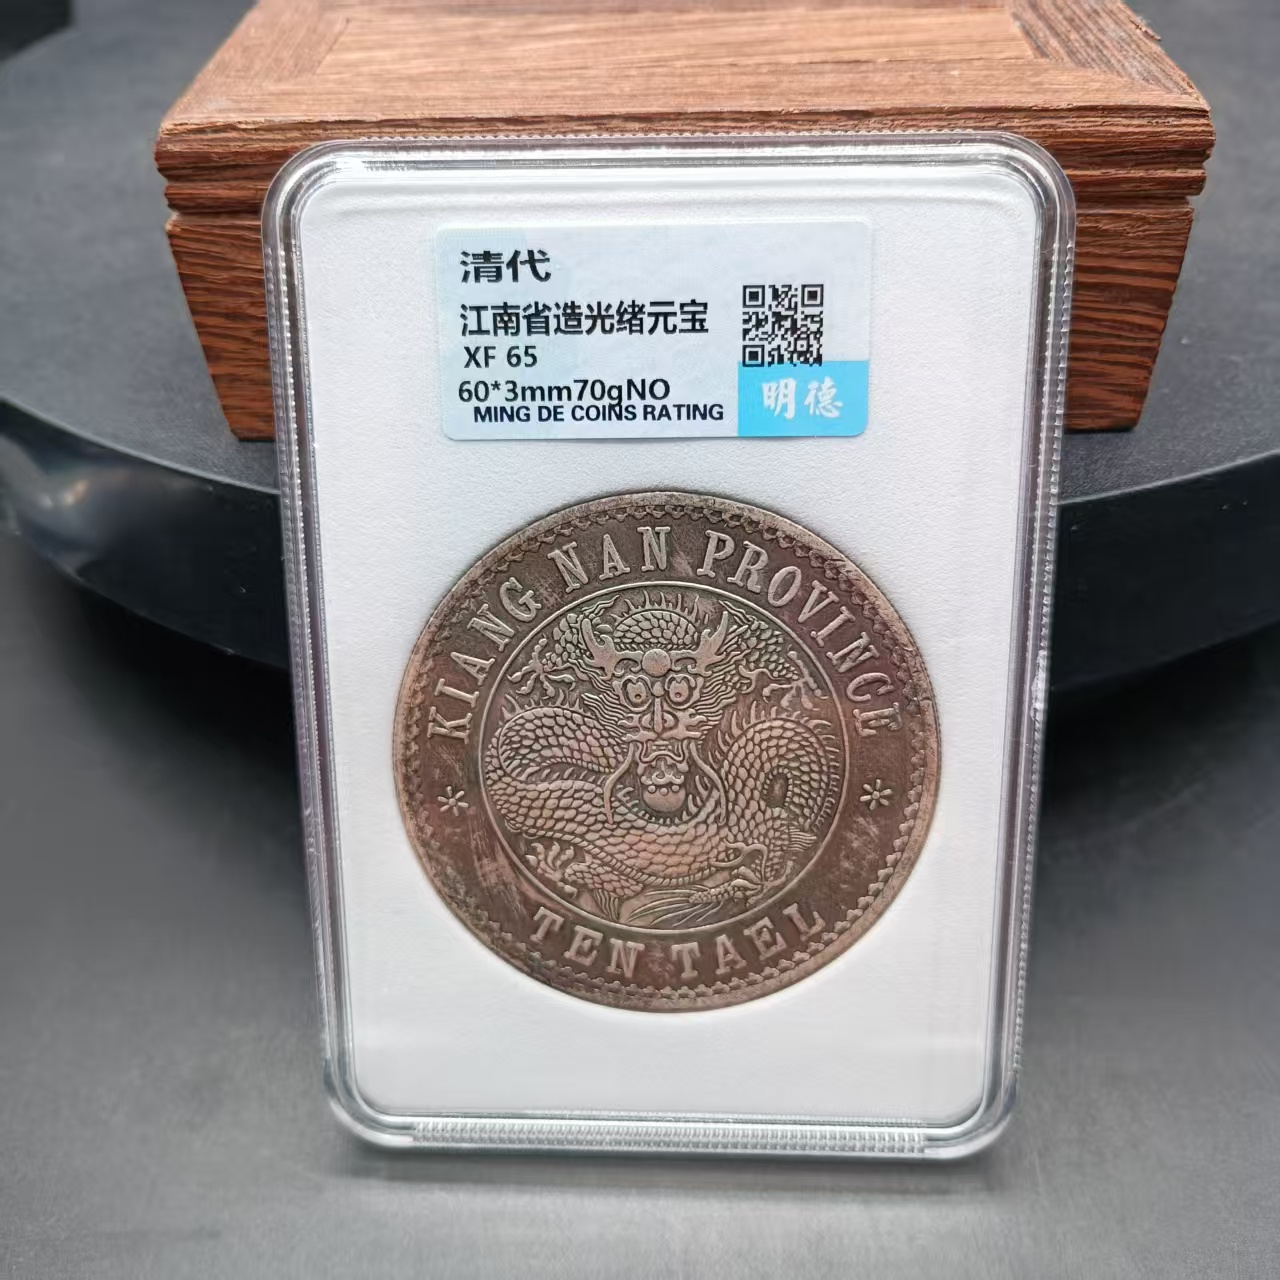 清代
江南省造光绪元宝
XF 65
60*3mm70gNO
MING DE COINS RATING
明德
KIANG NAN PROVINCE
TEN TAEL